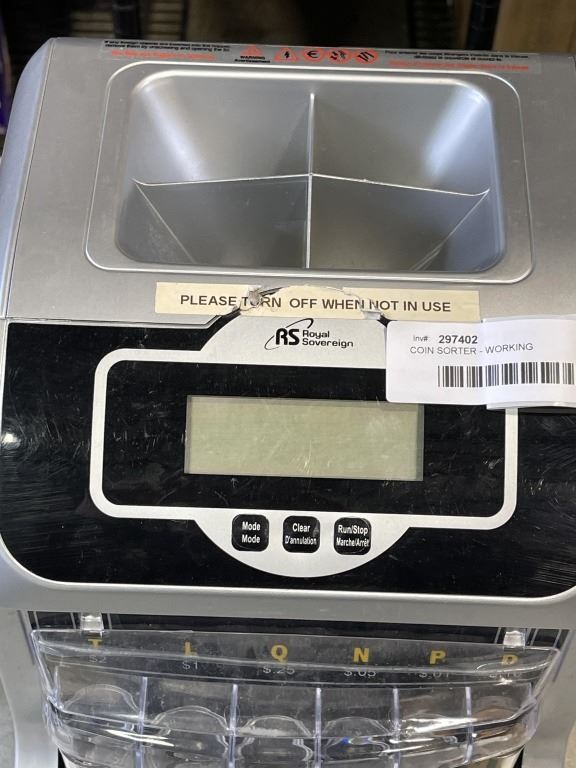 WARNING
Avertissement
PLEASE TURN OFF WHEN NOT IN USE
RS Royal
Sovereign
Inv#: 297402
COIN SORTER - WORKING
Mode
Mode
Clear
D'annulation
Run/Stop
Marche/Arrêt
T L Q N P D
$2 $1 $.25 $.05 $.01